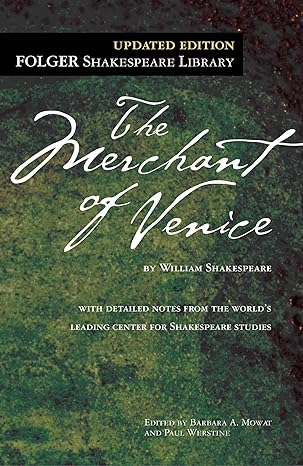 UPDATED EDITION
FOLGER SHAKESPEARE LIBRARY
The
Merchant
of Venice
BY WILLIAM SHAKESPEARE
WITH DETAILED NOTES FROM THE WORLD'S
LEADING CENTER FOR SHAKESPEARE STUDIES
EDITED BY BARBARA A. MOWAT
AND PAUL WERSTINE